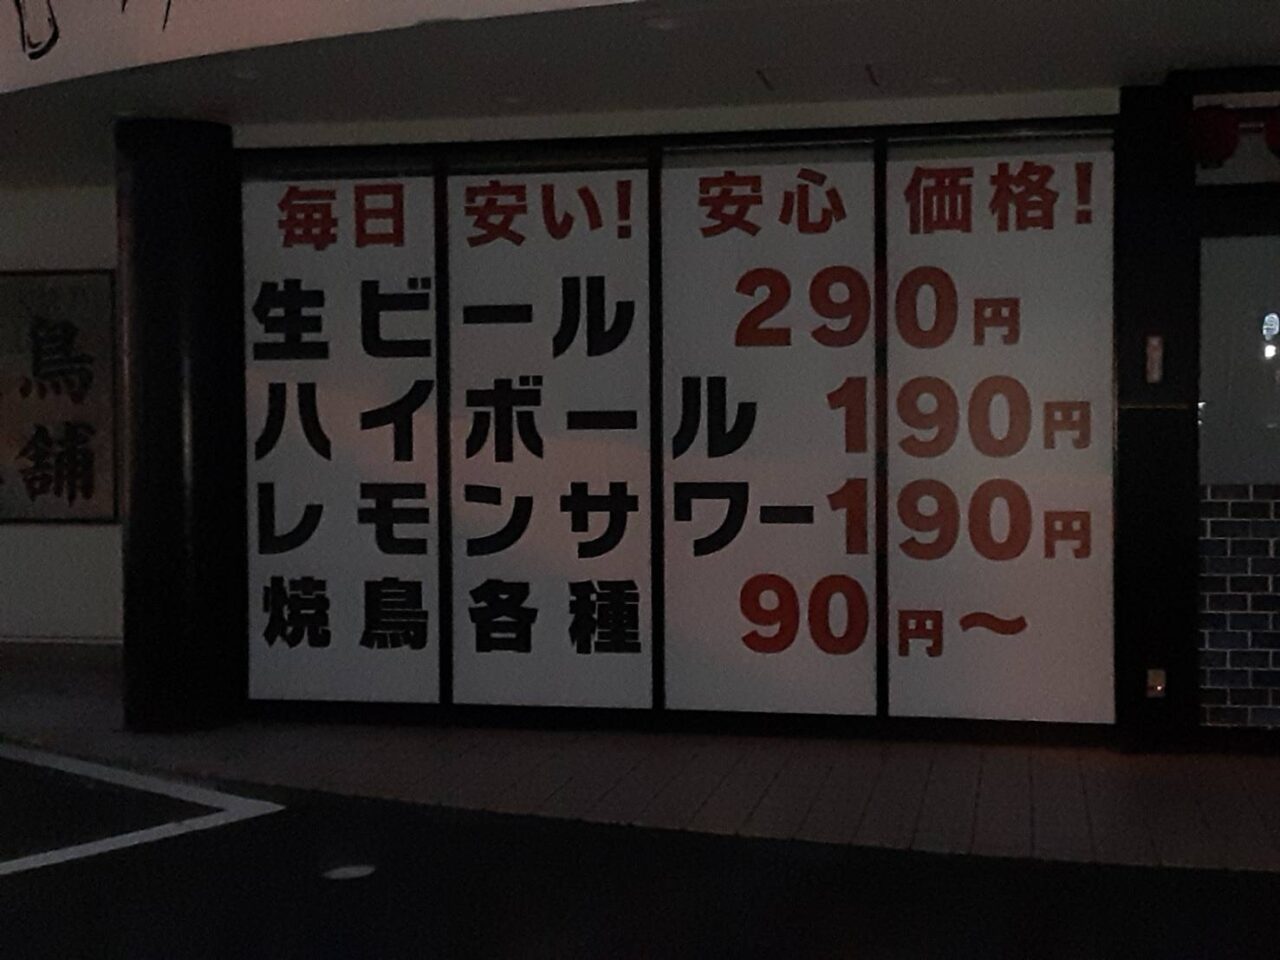 毎日安い!安心価格!
生ビール 290円
ハイボール 190円
レモンサワー190円
焼鳥各種 90円〜
鳥
舗